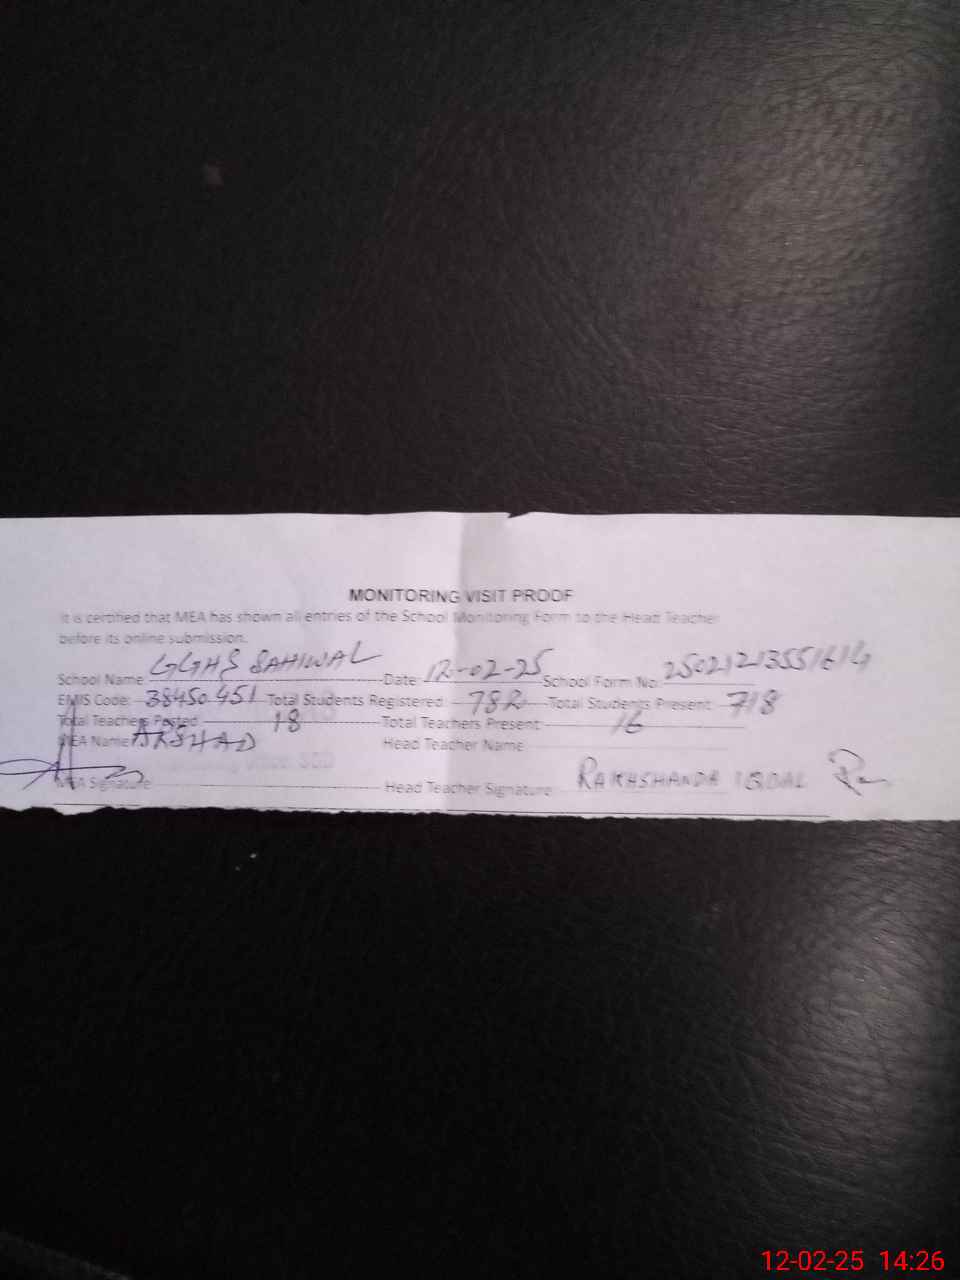 MONITORING VISIT PROOF
It is certified that MEA has shown all entries of the School Monitoring Form to the Head Teacher
before its online submission.
School Name GGHS SAHIWAL Date 12-02-25 School Form No.
EMIS Code: 38450451 Total Students Registered 782 Total Students Present 718
Total Teachers Posted 18 Total Teachers Present 16
MEA Name ARSHAD Head Teacher Name
MEA Signature Head Teacher Signature RAKHSHANDA IQBAL
12-02-25 14:26